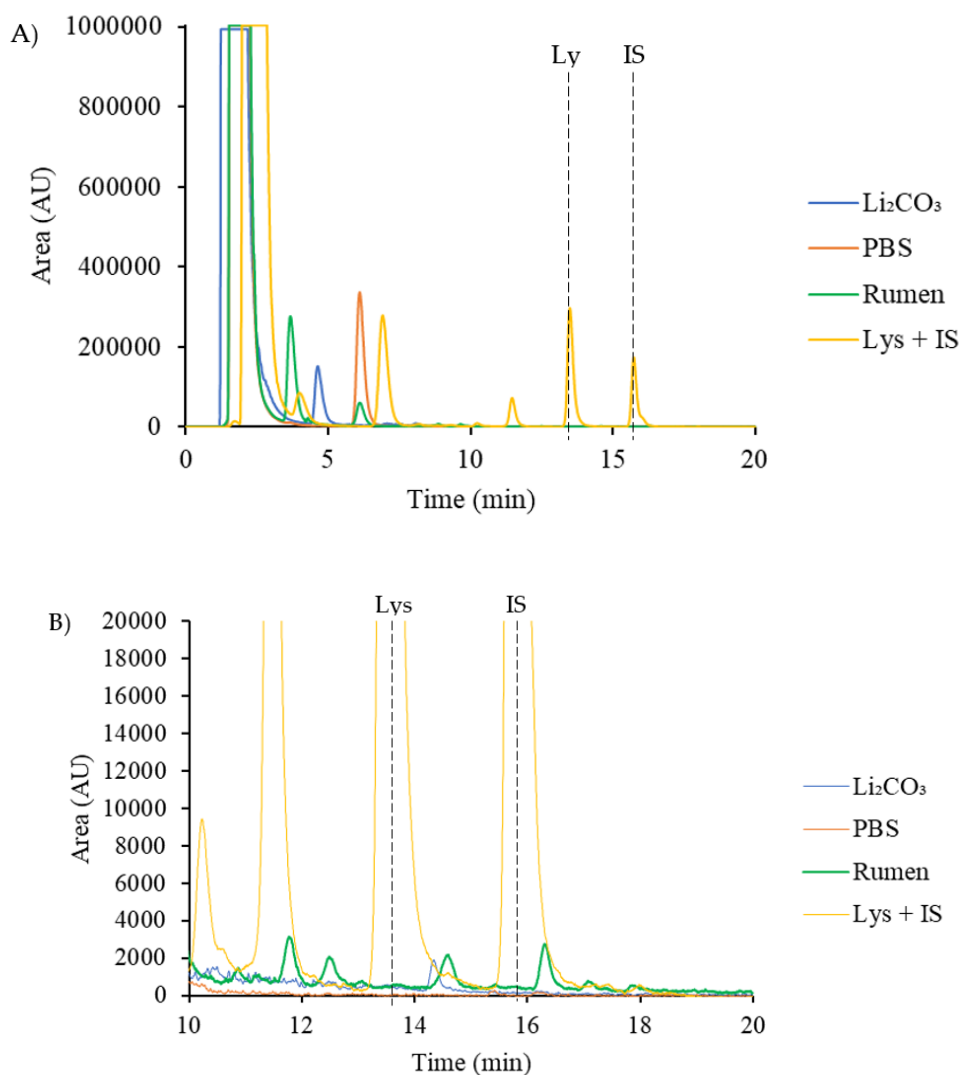 A)
1000000
800000
600000
400000
200000
0
Area (AU)
Ly
IS
0 5 10 15 20
Time (min)
Li₂CO₃
PBS
Rumen
Lys + IS
B)
20000
18000
16000
14000
12000
10000
8000
6000
4000
2000
0
Area (AU)
Lys
IS
10 12 14 16 18 20
Time (min)
Li₂CO₃
PBS
Rumen
Lys + IS